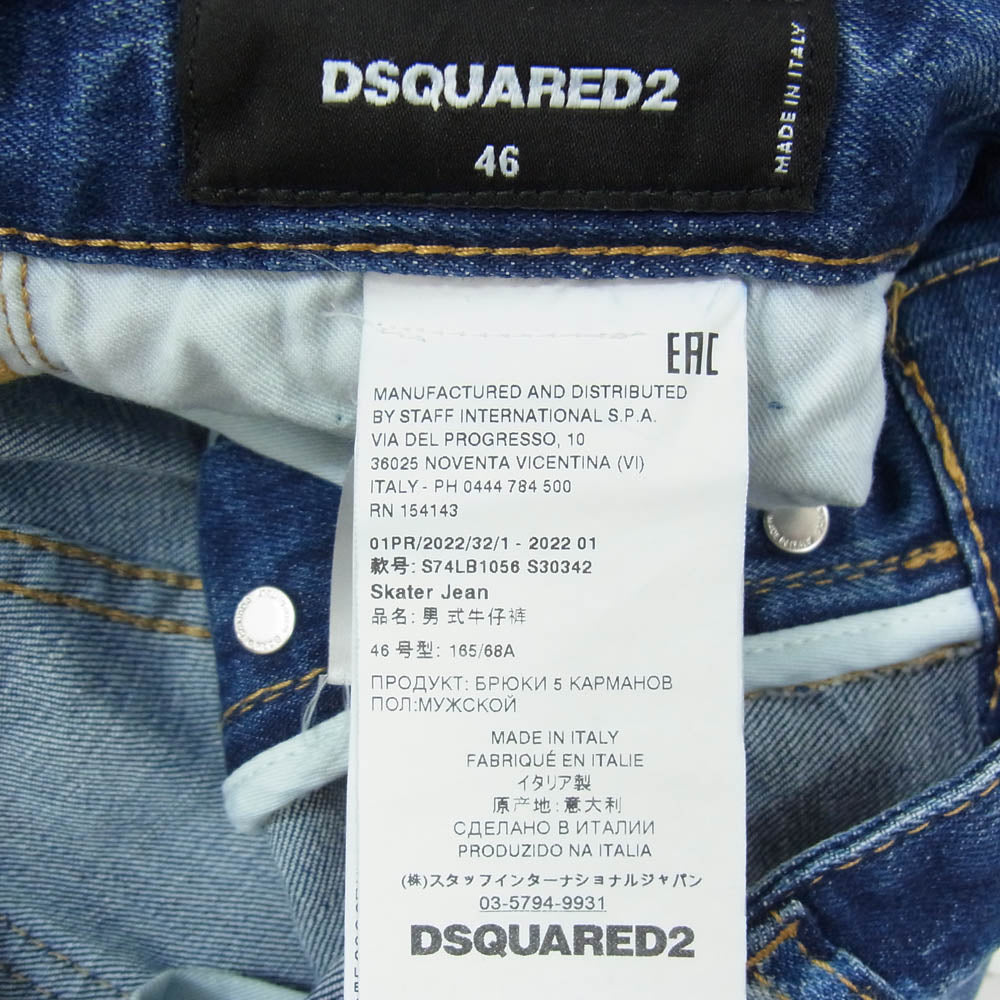 DSQUARED2
46
MADE IN ITALY
EAC
MANUFACTURED AND DISTRIBUTED
BY STAFF INTERNATIONAL S.P.A.
VIA DEL PROGRESSO, 10
36025 NOVENTA VICENTINA (VI)
ITALY - PH 0444 784 500
RN 154143
01PR/2022/32/1 - 2022 01
款号: S74LB1056 S30342
Skater Jean
品名: 男 式牛仔裤
46 号型: 165/68A
ПРОДУКТ: БРЮКИ 5 КАРМАНОВ
ПОЛ:МУЖСКОЙ
MADE IN ITALY
FABRIQUÉ EN ITALIE
イタリア製
原产地: 意大利
СДЕЛАНО В ИТАЛИИ
PRODUZIDO NA ITALIA
(株)スタッフインターナショナルジャパン
03-5794-9931
DSQUARED2